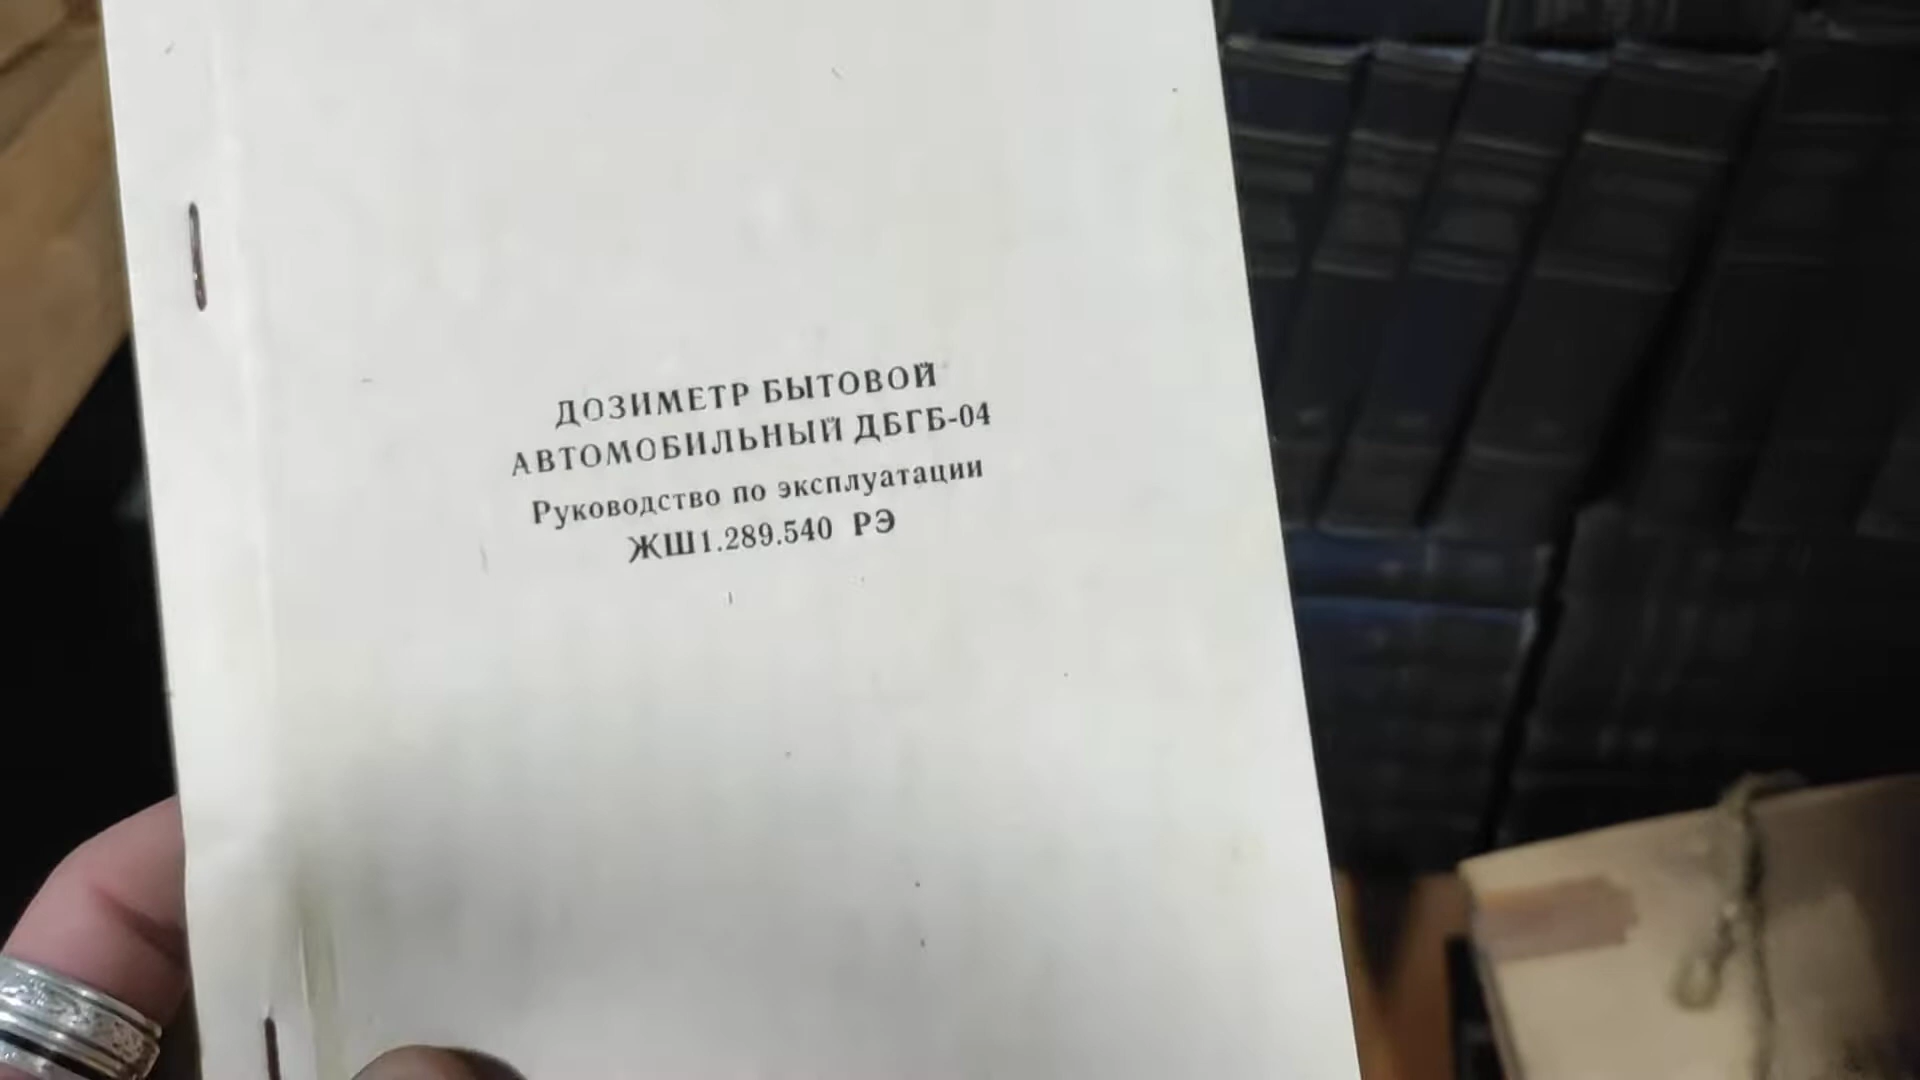 ДОЗИМЕТР БЫТОВОЙ
АВТОМОБИЛЬНЫЙ ДБГБ-04
Руководство по эксплуатации
ЖШ1.289.540 РЭ